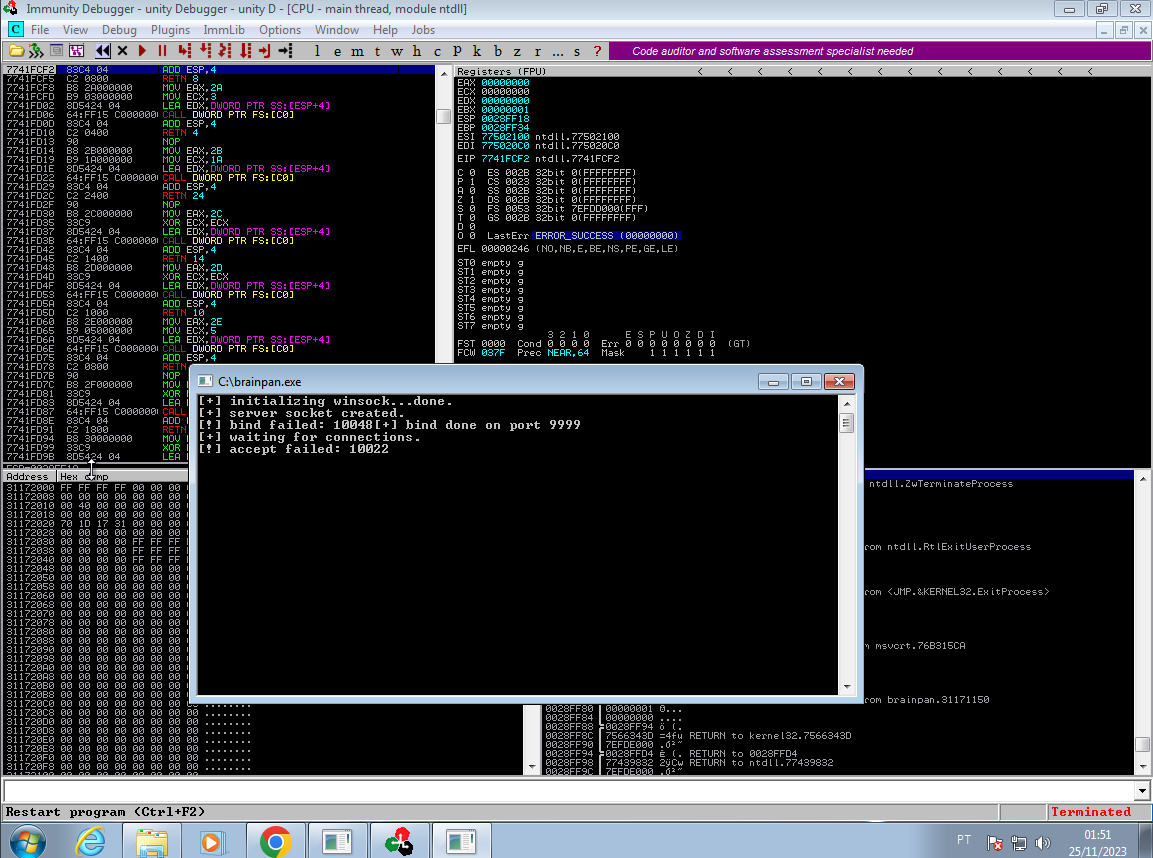 Immunity Debugger - unity Debugger - unity D - [CPU - main thread, module ntdll]
C File View Debug Plugins ImmLib Options Window Help Jobs
l e m t w h c P k b z r ... s ? Code auditor and software assessment specialist needed
7741FCF2 83C4 04 ADD ESP,4
7741FCF5 C2 0800 RETN 8
7741FCF8 B8 2A000000 MOV EAX,2A
7741FCFD B9 03000000 MOV ECX,3
7741FD02 8D5424 04 LEA EDX,DWORD PTR SS:[ESP+4]
7741FD06 64:FF15 C0000000 CALL DWORD PTR FS:[C0]
7741FD0D 83C4 04 ADD ESP,4
7741FD10 C2 0400 RETN 4
7741FD13 90 NOP
7741FD14 B8 2B000000 MOV EAX,2B
7741FD19 B9 1A000000 MOV ECX,1A
7741FD1E 8D5424 04 LEA EDX,DWORD PTR SS:[ESP+4]
7741FD22 64:FF15 C0000000 CALL DWORD PTR FS:[C0]
7741FD29 83C4 04 ADD ESP,4
7741FD2C C2 2400 RETN 24
7741FD2F 90 NOP
7741FD30 B8 2C000000 MOV EAX,2C
7741FD35 33C9 XOR ECX,ECX
7741FD37 8D5424 04 LEA EDX,DWORD PTR SS:[ESP+4]
7741FD3B 64:FF15 C0000000 CALL DWORD PTR FS:[C0]
7741FD42 83C4 04 ADD ESP,4
7741FD45 C2 1400 RETN 14
7741FD48 B8 2D000000 MOV EAX,2D
7741FD4D 33C9 XOR ECX,ECX
7741FD4F 8D5424 04 LEA EDX,DWORD PTR SS:[ESP+4]
7741FD53 64:FF15 C0000000 CALL DWORD PTR FS:[C0]
7741FD5A 83C4 04 ADD ESP,4
7741FD5D C2 1000 RETN 10
7741FD60 B8 2E000000 MOV EAX,2E
7741FD65 B9 05000000 MOV ECX,5
7741FD6A 8D5424 04 LEA EDX,DWORD PTR SS:[ESP+4]
7741FD6E 64:FF15 C0000000 CALL DWORD PTR FS:[C0]
7741FD75 83C4 04 ADD ESP,4
7741FD78 C2 0800 RETN 8
7741FD7B 90 NOP
7741FD7C B8 2F000000 MOV
7741FD81 33C9 XOR
7741FD83 8D5424 04 LEA
7741FD87 64:FF15 C0000000 CALL
7741FD8E 83C4 04 ADD
7741FD91 C2 1800 RETN
7741FD94 B8 30000000 MOV
7741FD99 33C9 XOR
7741FD9B 8D5424 04 LEA
Registers (FPU) < < < < < < < < < < < < < <
EAX 00000000
ECX 00000000
EDX 00000000
EBX 00000001
ESP 0028FF18
EBP 0028FF34
ESI 77502100 ntdll.77502100
EDI 775020C0 ntdll.775020C0
EIP 7741FCF2 ntdll.7741FCF2
C 0 ES 002B 32bit 0(FFFFFFFF)
P 1 CS 0023 32bit 0(FFFFFFFF)
A 0 SS 002B 32bit 0(FFFFFFFF)
Z 1 DS 002B 32bit 0(FFFFFFFF)
S 0 FS 0053 32bit 7EFDD000(FFF)
T 0 GS 002B 32bit 0(FFFFFFFF)
D 0
O 0 LastErr ERROR_SUCCESS (00000000)
EFL 00000246 (NO,NB,E,BE,NS,PE,GE,LE)
ST0 empty g
ST1 empty g
ST2 empty g
ST3 empty g
ST4 empty g
ST5 empty g
ST6 empty g
ST7 empty g
3 2 1 0 E S P U O Z D I
FST 0000 Cond 0 0 0 0 Err 0 0 0 0 0 0 0 0 (GT)
FCW 037F Prec NEAR,64 Mask 1 1 1 1 1 1
C:\brainpan.exe
[+] initializing winsock...done.
[+] server socket created.
[!] bind failed: 10048[+] bind done on port 9999
[+] waiting for connections.
[!] accept failed: 10022
Address Hex dump
31172000 FF FF FF FF 00 00 00
31172008 00 00 00 00 00 00 00
31172010 00 40 00 00 00 00 00
31172018 00 00 00 00 00 00 00
31172020 70 1D 17 31 00 00 00
31172028 00 00 00 00 00 00 00
31172030 00 00 00 00 FF FF FF
31172038 00 00 00 00 FF FF FF
31172040 00 00 00 00 FF FF FF
31172048 00 00 00 00 00 00 00
31172050 00 00 00 00 00 00 00
31172058 00 00 00 00 00 00 00
31172060 00 00 00 00 00 00 00
31172068 00 00 00 00 00 00 00
31172070 00 00 00 00 00 00 00
31172078 00 00 00 00 00 00 00
31172080 00 00 00 00 00 00 00
31172088 00 00 00 00 00 00 00
31172090 00 00 00 00 00 00 00
31172098 00 00 00 00 00 00 00
311720A0 00 00 00 00 00 00 00
311720A8 00 00 00 00 00 00 00
311720B0 00 00 00 00 00 00 00
311720B8 00 00 00 00 00 00 00
311720C0 00 00 00 00 00 00 00 00 ........
311720C8 00 00 00 00 00 00 00 00 ........
311720D0 00 00 00 00 00 00 00 00 ........
311720D8 00 00 00 00 00 00 00 00 ........
311720E0 00 00 00 00 00 00 00 00 ........
311720E8 00 00 00 00 00 00 00 00 ........
311720F0 00 00 00 00 00 00 00 00 ........
311720F8 00 00 00 00 00 00 00 00 ........
ntdll.ZwTerminateProcess
rom ntdll.RtlExitUserProcess
rom <JMP.&KERNEL32.ExitProcess>
msvcrt.76B315CA
rom brainpan.31171150
0028FF80 00000001 0...
0028FF84 00000000 ....
0028FF88 0028FF94 ö (.
0028FF8C 7566343D =4fu RETURN to kernel32.7566343D
0028FF90 7EFDE000
0028FF94 0028FFD4 È (. RETURN to 0028FFD4
0028FF98 77439832 2ÿCw RETURN to ntdll.77439832
0028FF9C 7EFDE000
Restart program (Ctrl+F2)
Terminated
PT
01:51
25/11/2023